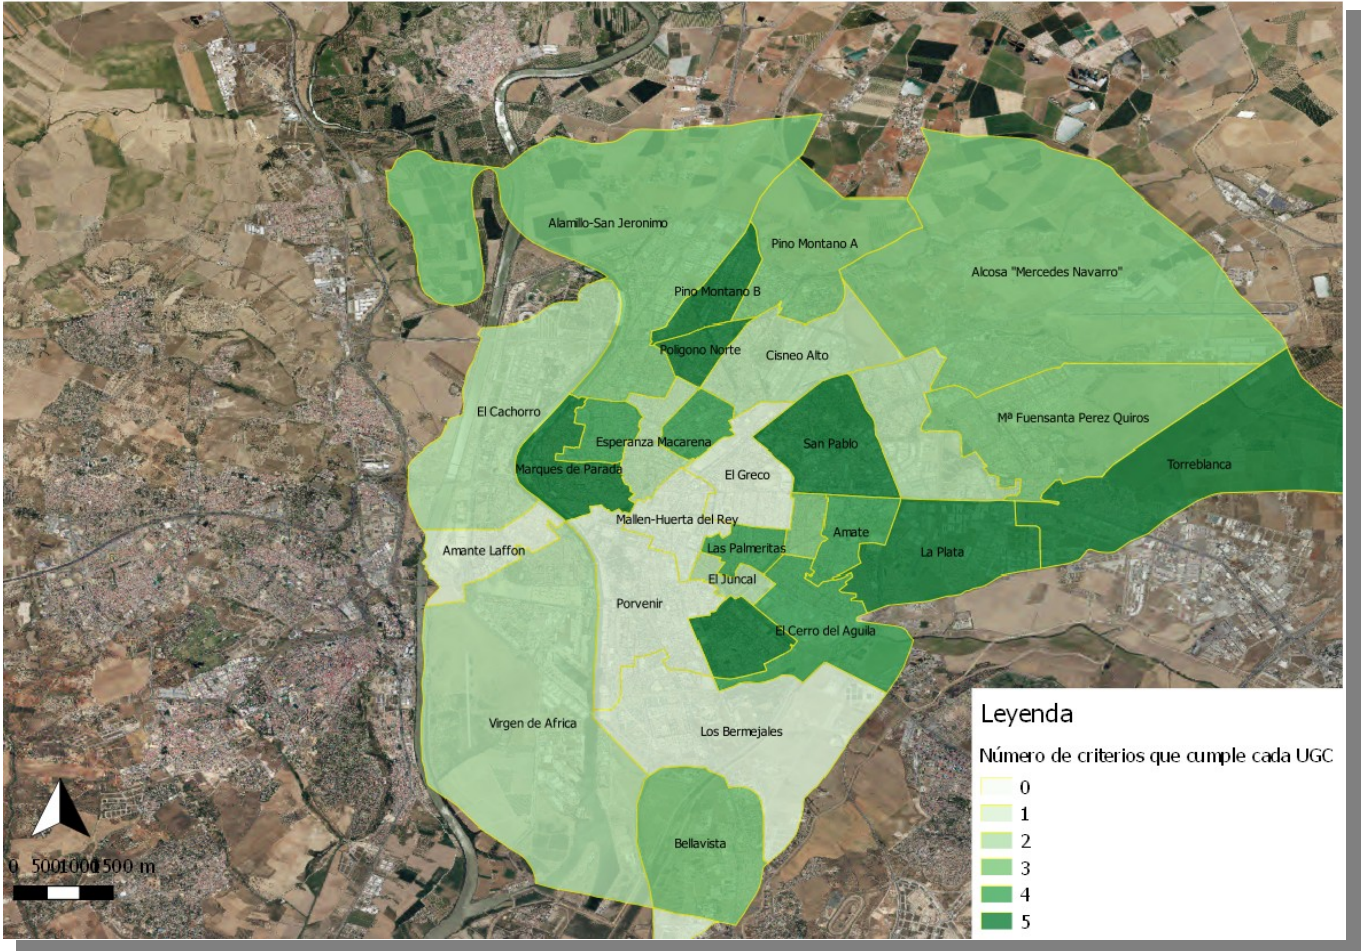 Alamillo-San Jeronimo
Pino Montano A
Alcosa "Mercedes Navarro"
Pino Montano B
Poligono Norte
Cisneo Alto
El Cachorro
Mª Fuensanta Perez Quiros
Esperanza Macarena
San Pablo
Torreblanca
Marques de Parada
El Greco
Mallen-Huerta del Rey
Amate
Las Palmeritas
La Plata
Amante Laffon
El Juncal
Porvenir
El Cerro del Aguila
Virgen de Africa
Los Bermejales
Bellavista
Leyenda
Número de criterios que cumple cada UGC
0
1
2
3
4
5
0 50010001500 m